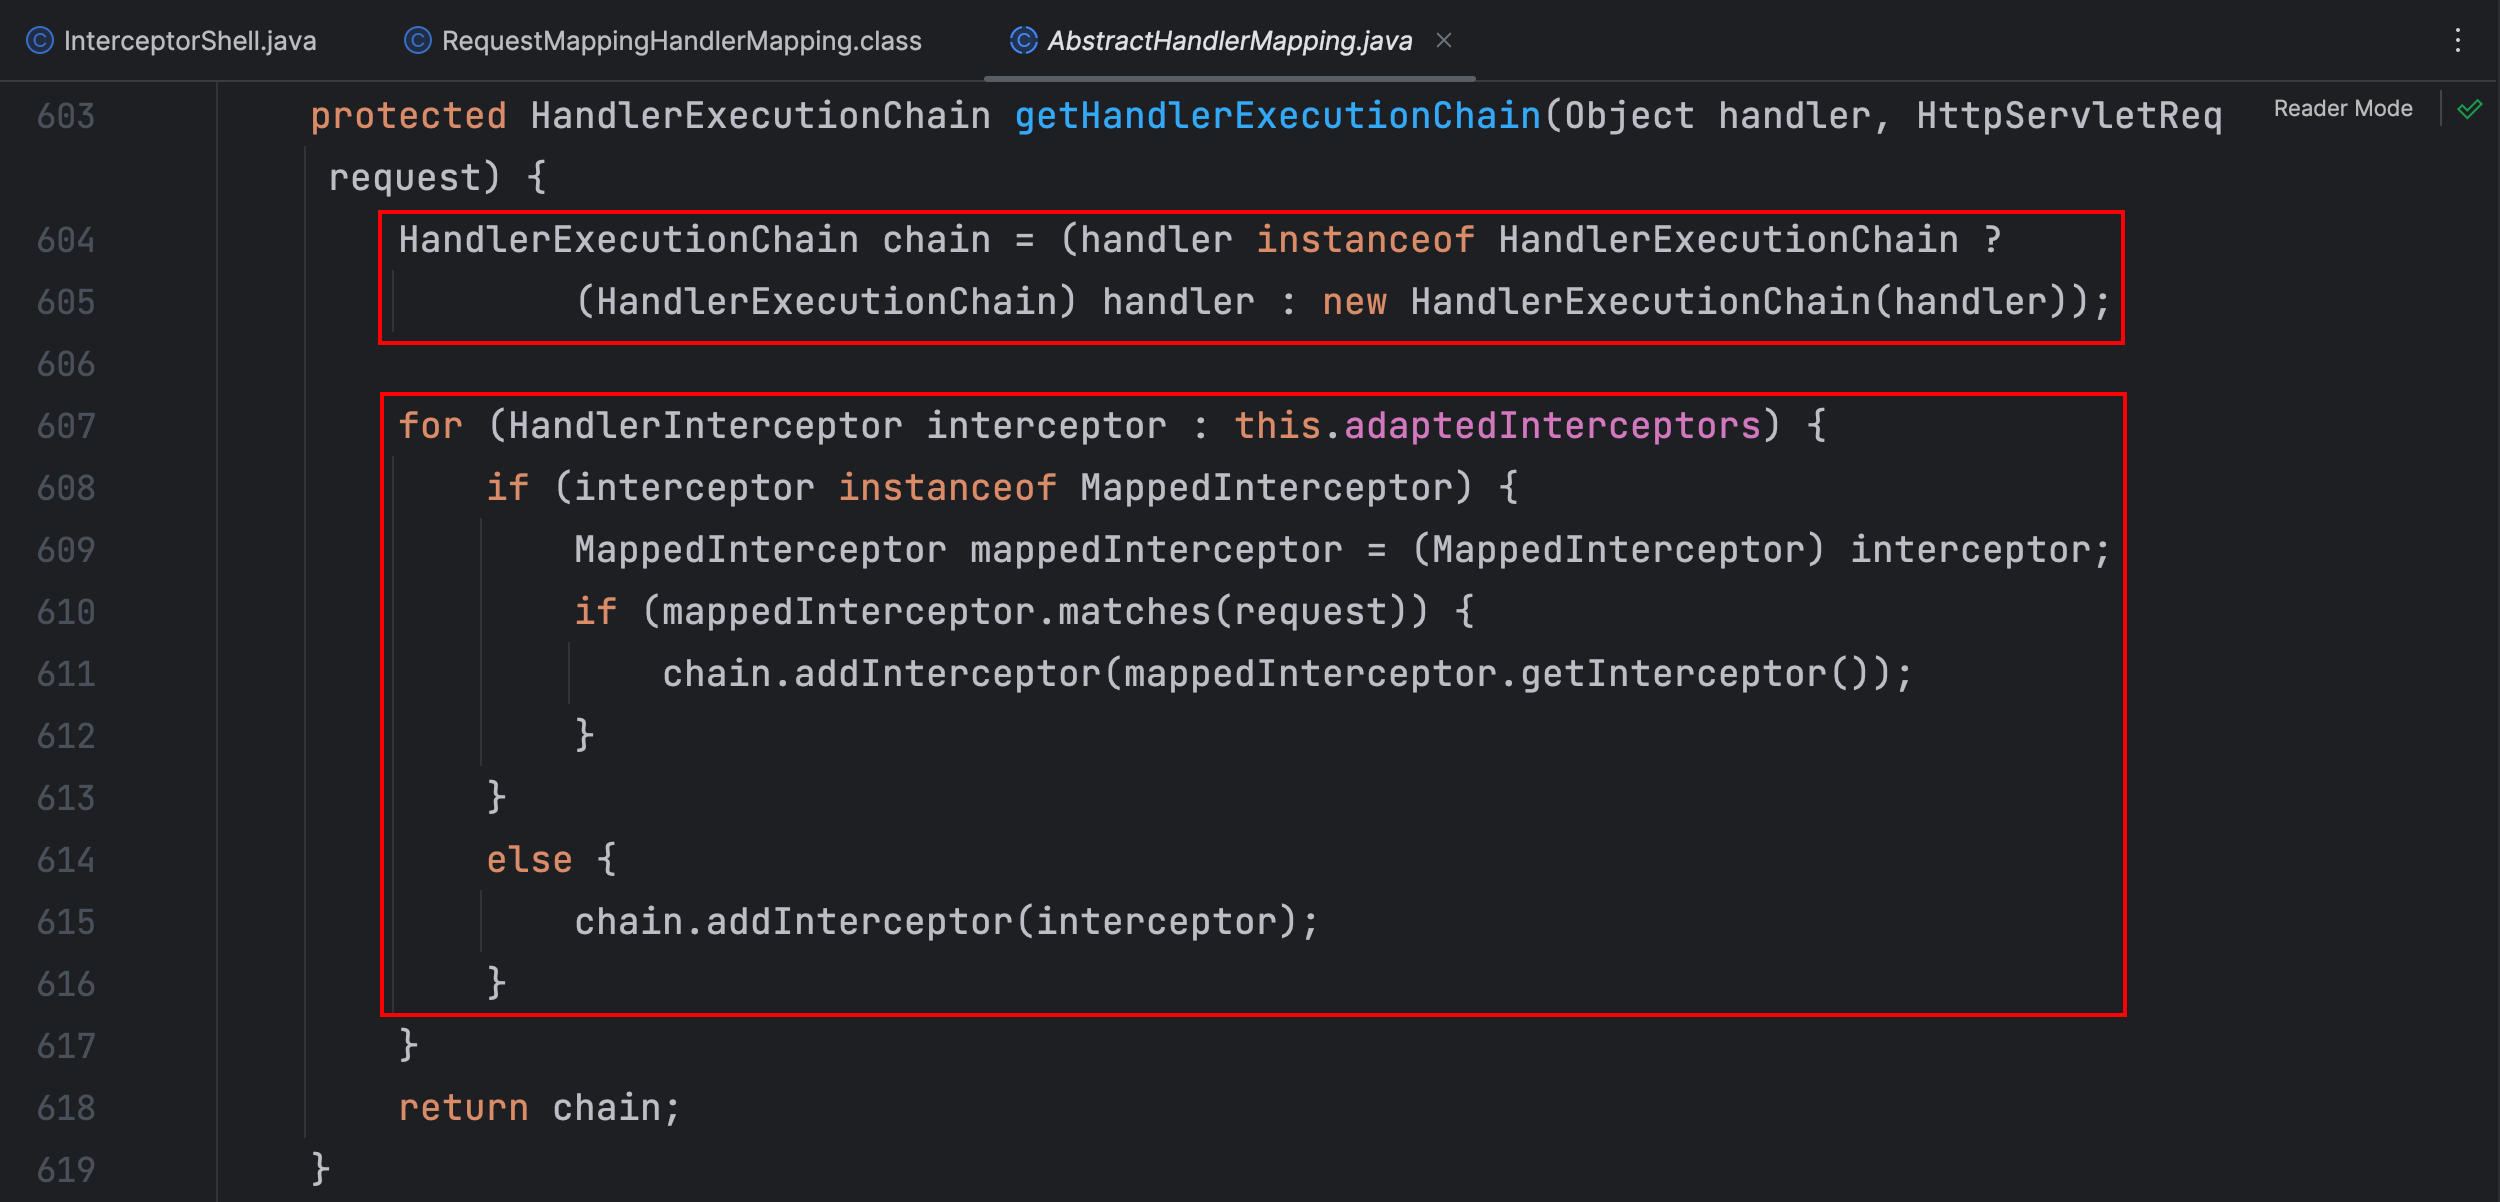 InterceptorShell.java RequestMappingHandlerMapping.class AbstractHandlerMapping.java
Reader Mode
603 protected HandlerExecutionChain getHandlerExecutionChain(Object handler, HttpServletReq
request) {
604 HandlerExecutionChain chain = (handler instanceof HandlerExecutionChain ?
605 (HandlerExecutionChain) handler : new HandlerExecutionChain(handler));
606
607 for (HandlerInterceptor interceptor : this.adaptedInterceptors) {
608 if (interceptor instanceof MappedInterceptor) {
609 MappedInterceptor mappedInterceptor = (MappedInterceptor) interceptor;
610 if (mappedInterceptor.matches(request)) {
611 chain.addInterceptor(mappedInterceptor.getInterceptor());
612 }
613 }
614 else {
615 chain.addInterceptor(interceptor);
616 }
617 }
618 return chain;
619 }